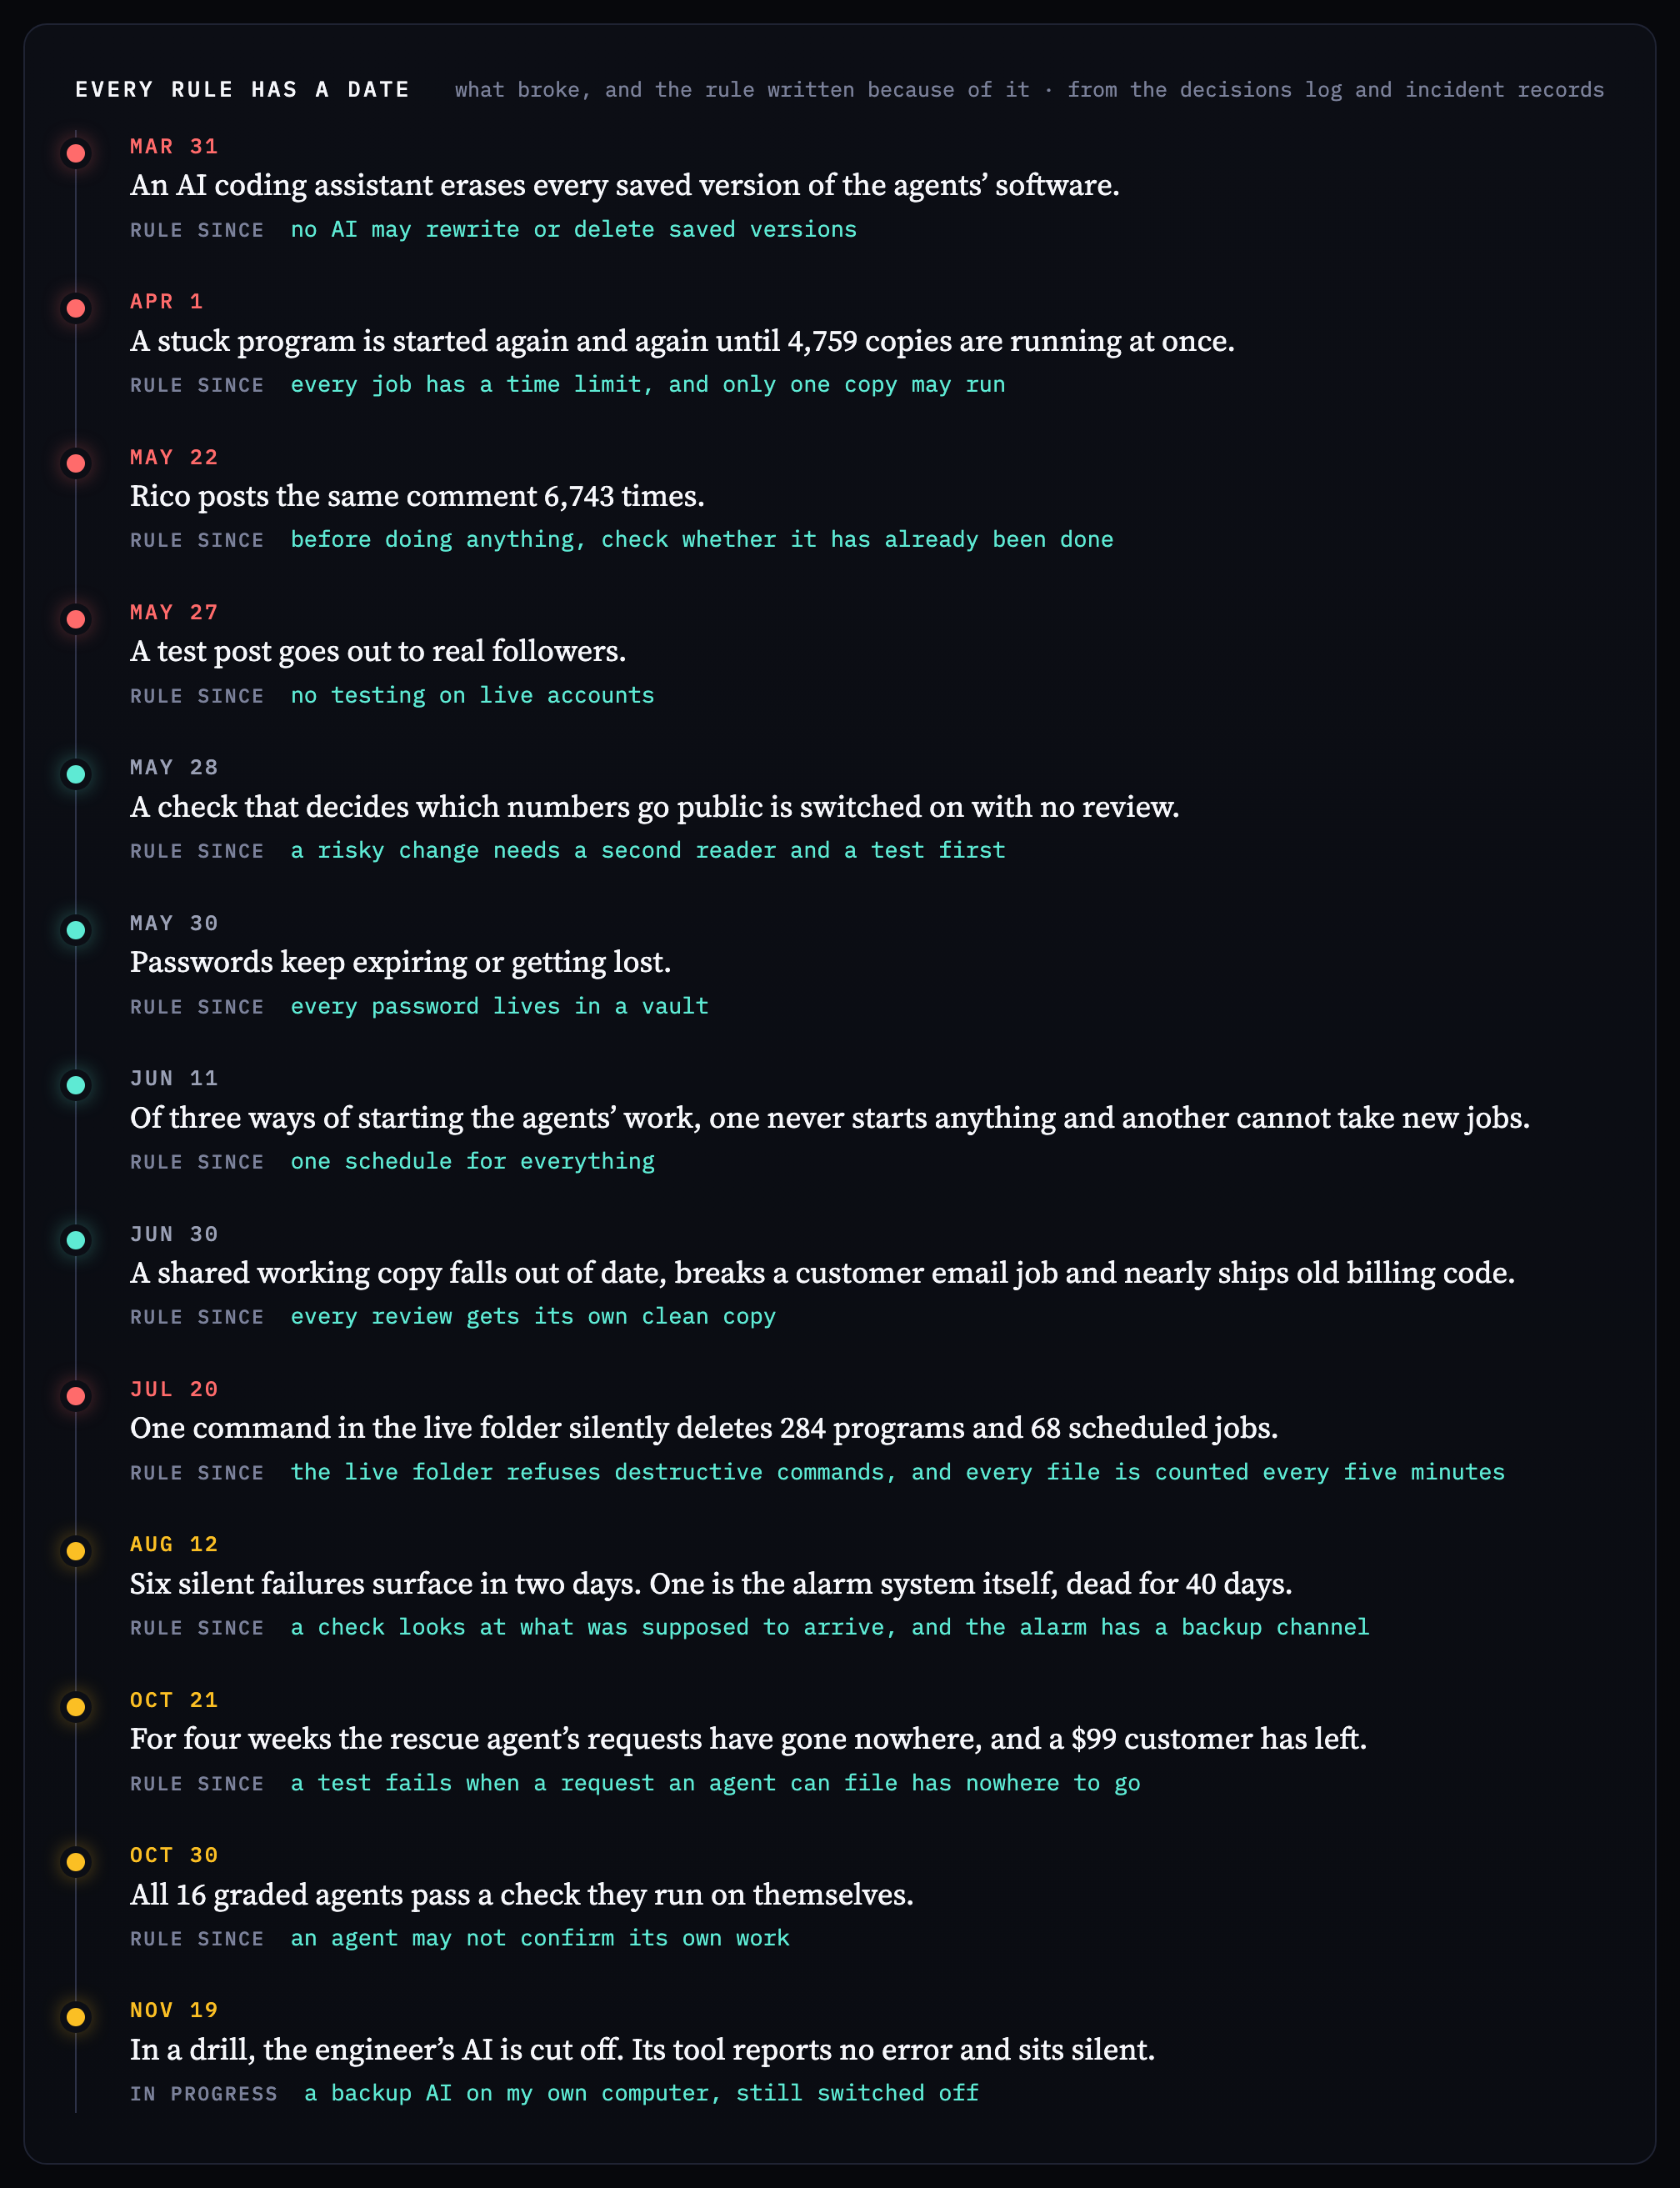 EVERY RULE HAS A DATE what broke, and the rule written because of it · from the decisions log and incident records
MAR 31
An AI coding assistant erases every saved version of the agents’ software.
RULE SINCE no AI may rewrite or delete saved versions
APR 1
A stuck program is started again and again until 4,759 copies are running at once.
RULE SINCE every job has a time limit, and only one copy may run
MAY 22
Rico posts the same comment 6,743 times.
RULE SINCE before doing anything, check whether it has already been done
MAY 27
A test post goes out to real followers.
RULE SINCE no testing on live accounts
MAY 28
A check that decides which numbers go public is switched on with no review.
RULE SINCE a risky change needs a second reader and a test first
MAY 30
Passwords keep expiring or getting lost.
RULE SINCE every password lives in a vault
JUN 11
Of three ways of starting the agents’ work, one never starts anything and another cannot take new jobs.
RULE SINCE one schedule for everything
JUN 30
A shared working copy falls out of date, breaks a customer email job and nearly ships old billing code.
RULE SINCE every review gets its own clean copy
JUL 20
One command in the live folder silently deletes 284 programs and 68 scheduled jobs.
RULE SINCE the live folder refuses destructive commands, and every file is counted every five minutes
AUG 12
Six silent failures surface in two days. One is the alarm system itself, dead for 40 days.
RULE SINCE a check looks at what was supposed to arrive, and the alarm has a backup channel
OCT 21
For four weeks the rescue agent’s requests have gone nowhere, and a $99 customer has left.
RULE SINCE a test fails when a request an agent can file has nowhere to go
OCT 30
All 16 graded agents pass a check they run on themselves.
RULE SINCE an agent may not confirm its own work
NOV 19
In a drill, the engineer’s AI is cut off. Its tool reports no error and sits silent.
IN PROGRESS a backup AI on my own computer, still switched off